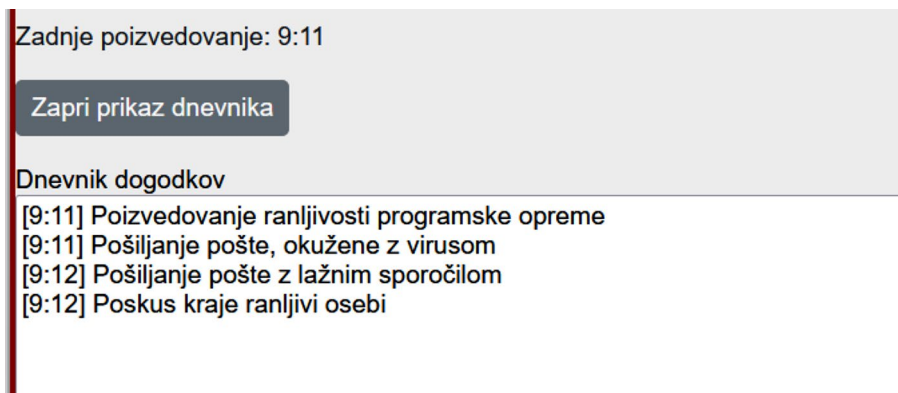 Zadnje poizvedovanje: 9:11
Zapri prikaz dnevnika
Dnevnik dogodkov
[9:11] Poizvedovanje ranljivosti programske opreme
[9:11] Pošiljanje pošte, okužene z virusom
[9:12] Pošiljanje pošte z lažnim sporočilom
[9:12] Poskus kraje ranljivi osebi